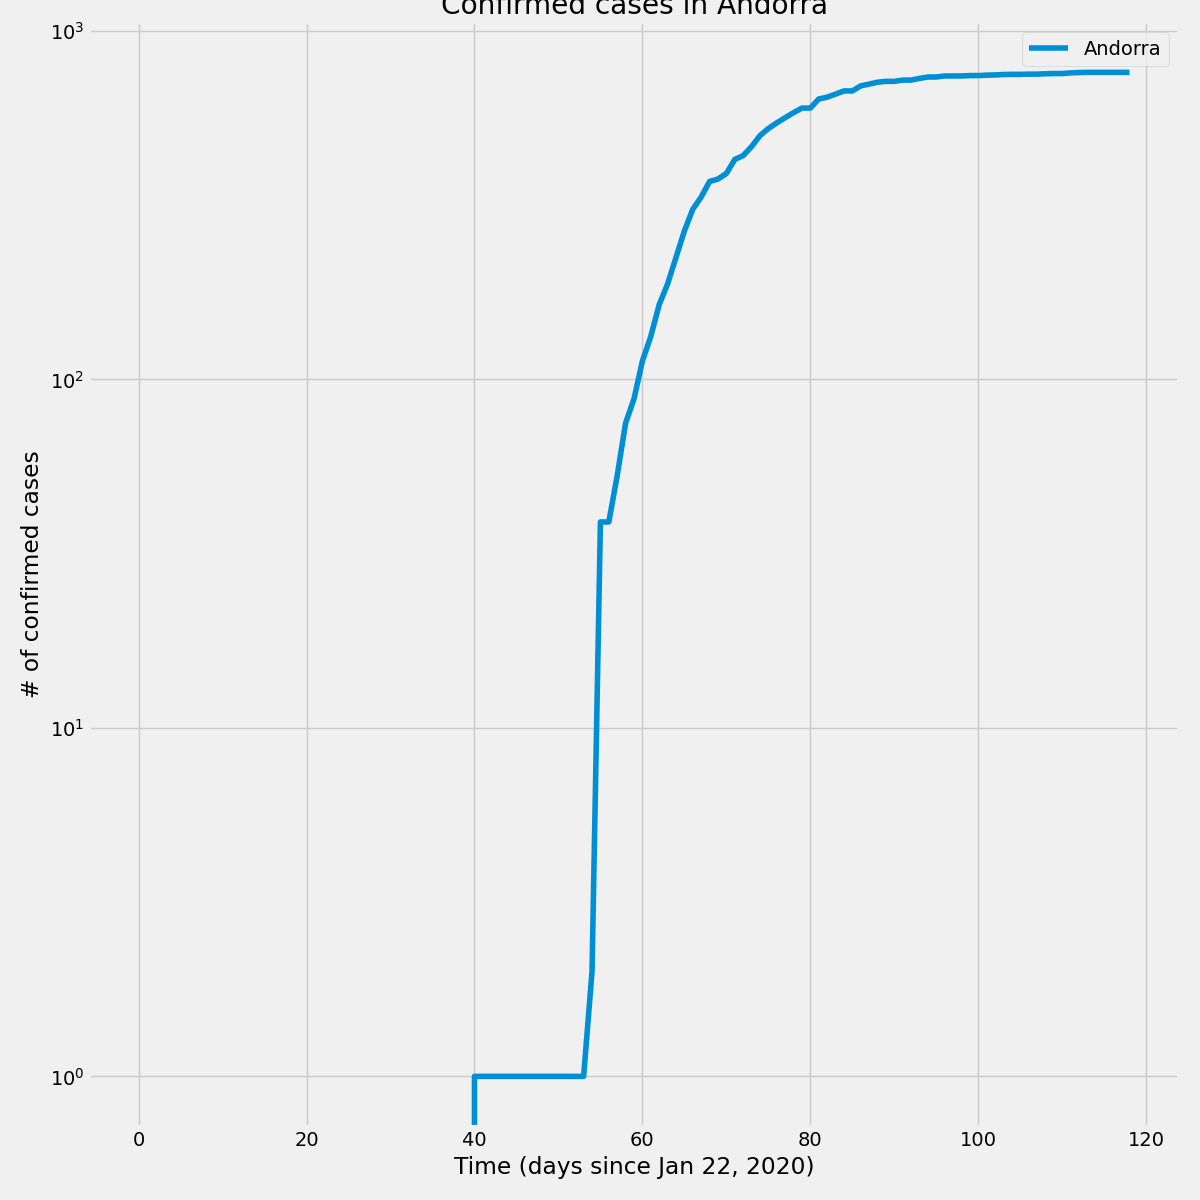 Confirmed cases in Andorra
Andorra
10³
10²
10¹
10⁰
# of confirmed cases
0 20 40 60 80 100 120
Time (days since Jan 22, 2020)